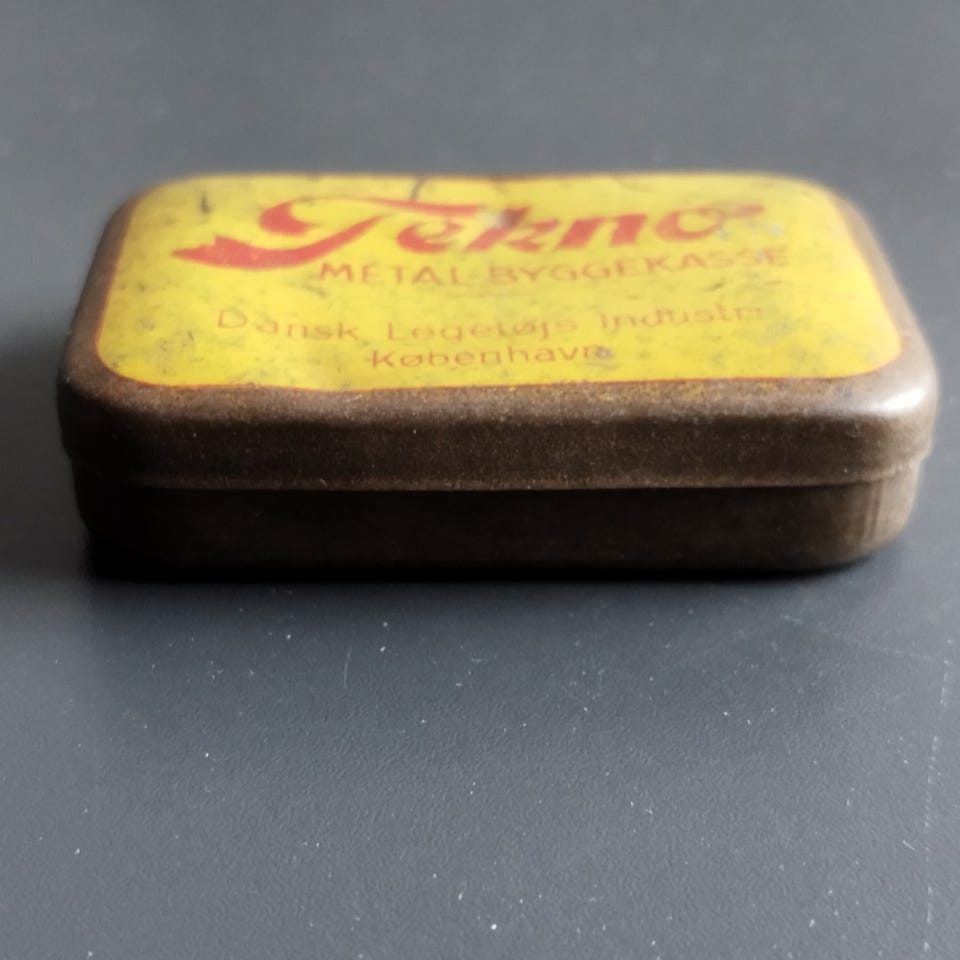 Tekno
METAL-BYGGEKASSE
Dansk Legetøjs Industri
København